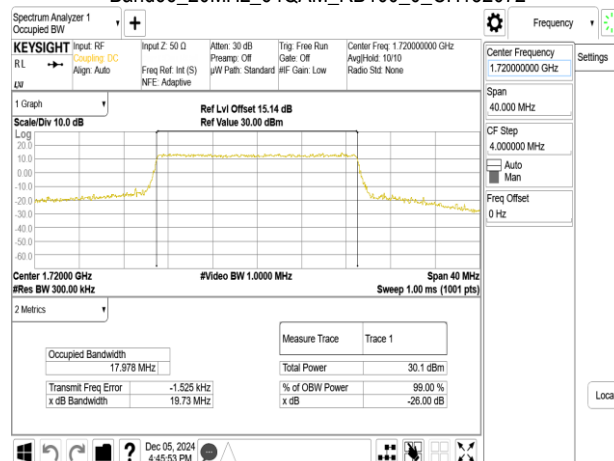 Spectrum Analyzer 1
Occupied BW
Frequency
Settings
KEYSIGHT
RL
LXI
Input: RF
Coupling: DC
Align: Auto
Input Z: 50 Ω
Freq Ref: Int (S)
NFE: Adaptive
Atten: 30 dB
Preamp: Off
µW Path: Standard
Trig: Free Run
Gate: Off
#IF Gain: Low
Center Freq: 1.720000000 GHz
Avg|Hold: 10/10
Radio Std: None
Center Frequency
1.720000000 GHz
Span
40.000 MHz
CF Step
4.000000 MHz
Auto
Man
Freq Offset
0 Hz
Local
1 Graph
Scale/Div 10.0 dB
Ref Lvl Offset 15.14 dB
Ref Value 30.00 dBm
Log
20.0
10.0
0.00
-10.0
-20.0
-30.0
-40.0
-50.0
-60.0
Center 1.72000 GHz
#Res BW 300.00 kHz
#Video BW 1.0000 MHz
Span 40 MHz
Sweep 1.00 ms (1001 pts)
2 Metrics
Occupied Bandwidth
17.978 MHz
Transmit Freq Error -1.525 kHz
x dB Bandwidth 19.73 MHz
Measure Trace Trace 1
Total Power 30.1 dBm
% of OBW Power 99.00 %
x dB -26.00 dB
Dec 05, 2024
4:45:53 PM